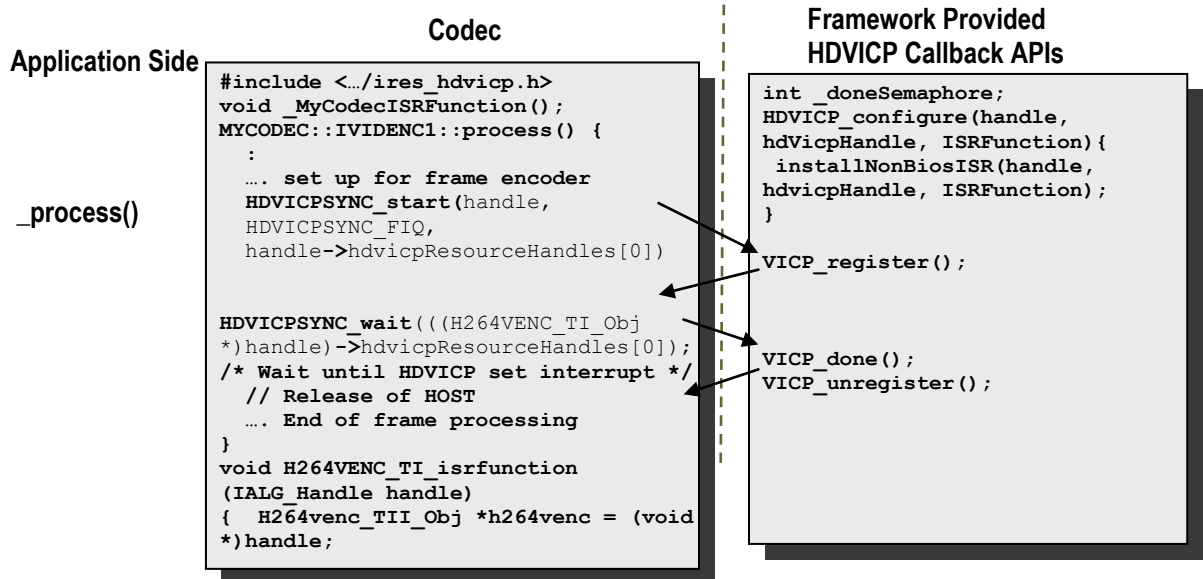 Application Side
_process()
Codec
#include <…/ires_hdvicp.h>
void _MyCodecISRFunction();
MYCODEC::IVIDENC1::process() {
:
…. set up for frame encoder
HDVICPSYNC_start(handle,
HDVICPSYNC_FIQ,
handle->hdvicpResourceHandles[0])
HDVICPSYNC_wait(((H264VENC_TI_Obj
*)handle)->hdvicpResourceHandles[0]);
/* Wait until HDVICP set interrupt */
// Release of HOST
…. End of frame processing
}
void H264VENC_TI_isrfunction
(IALG_Handle handle)
{ H264venc_TII_Obj *h264venc = (void
*)handle;
Framework Provided
HDVICP Callback APIs
int _doneSemaphore;
HDVICP_configure(handle,
hdVicpHandle, ISRFunction){
installNonBiosISR(handle,
hdvicpHandle, ISRFunction);
}
VICP_register();
VICP_done();
VICP_unregister();